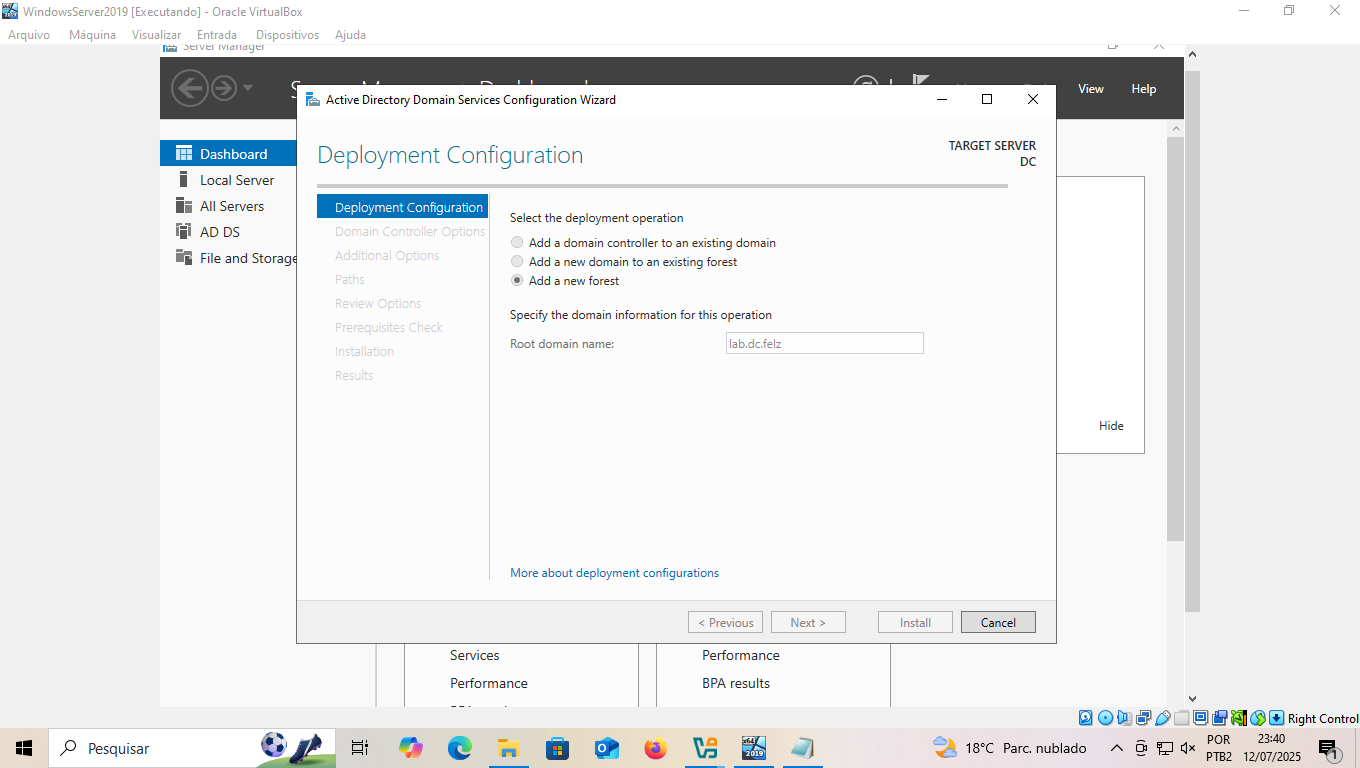 WindowsServer2019 [Executando] - Oracle VirtualBox
Arquivo Máquina Visualizar Entrada Dispositivos Ajuda
Server Manager
View Help
Active Directory Domain Services Configuration Wizard
Deployment Configuration
TARGET SERVER
DC
Dashboard
Local Server
All Servers
AD DS
File and Storage
Deployment Configuration
Domain Controller Options
Additional Options
Paths
Review Options
Prerequisites Check
Installation
Results
Select the deployment operation
Add a domain controller to an existing domain
Add a new domain to an existing forest
Add a new forest
Specify the domain information for this operation
Root domain name: lab.dc.felz
More about deployment configurations
Hide
< Previous Next > Install Cancel
Services Performance
Performance BPA results
Right Control
Pesquisar
18°C Parc. nublado
POR
PTB2
23:40
12/07/2025
1
x64
2019